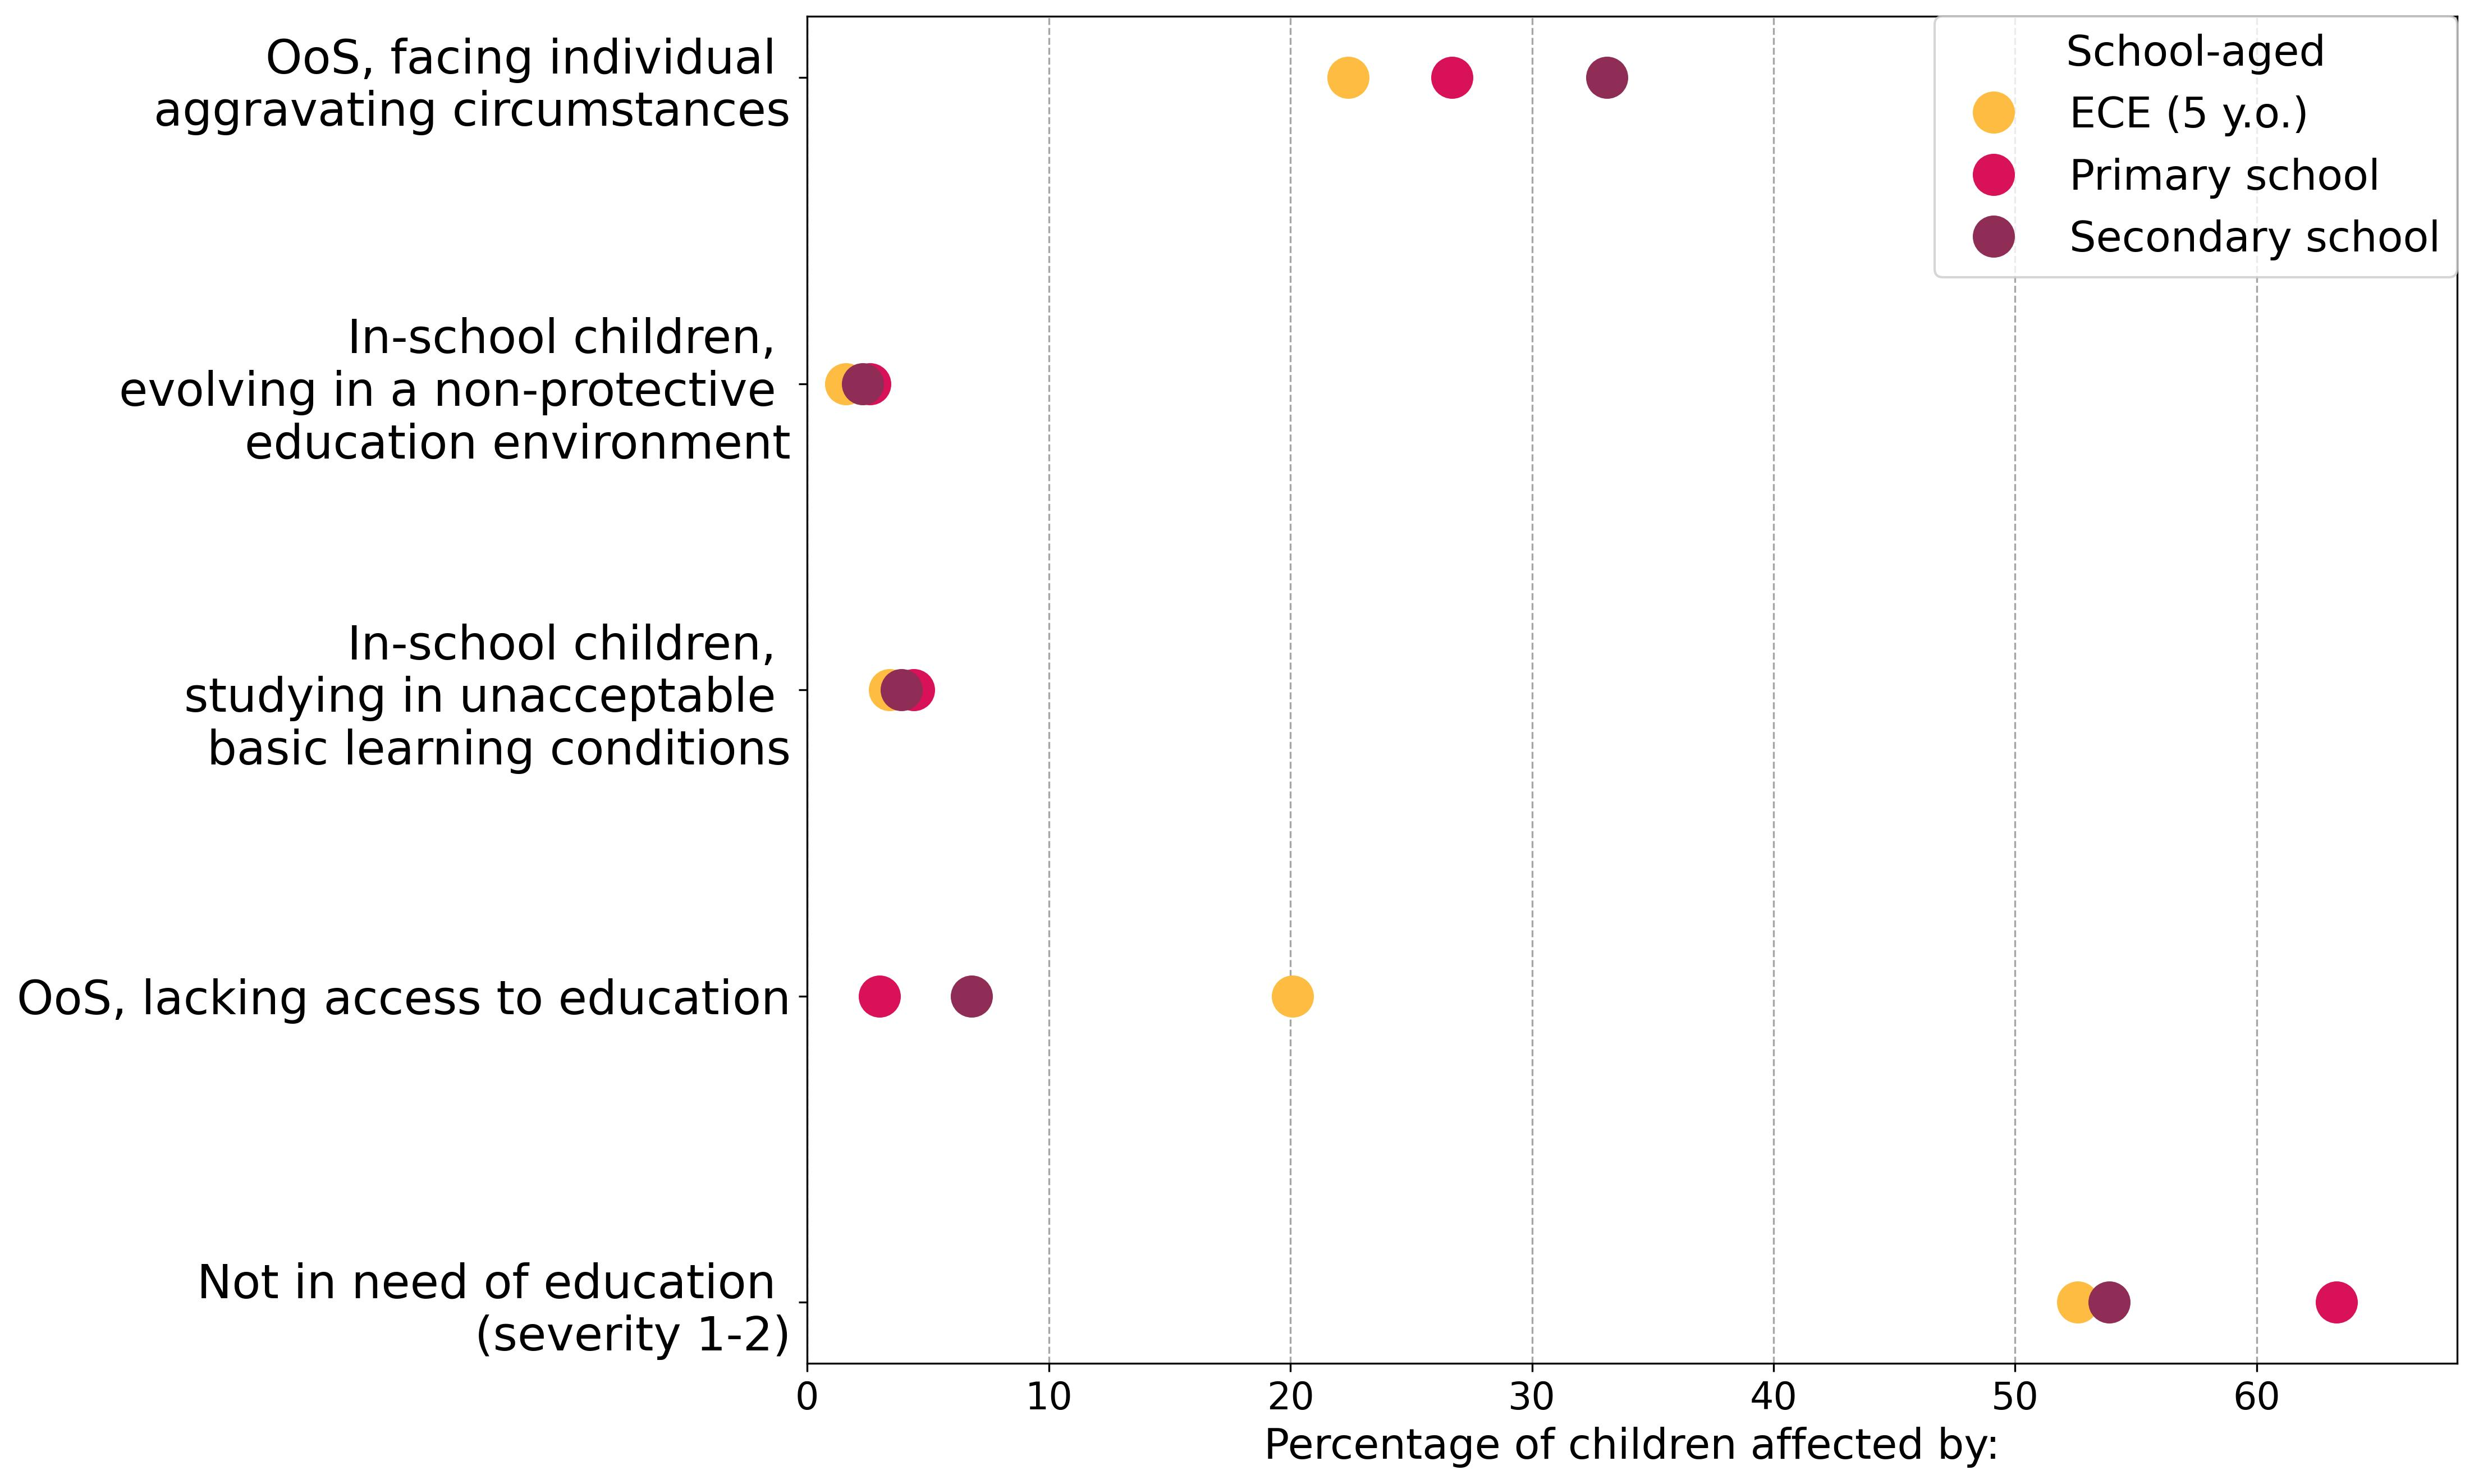 OoS, facing individual
aggravating circumstances
In-school children,
evolving in a non-protective
education environment
In-school children,
studying in unacceptable
basic learning conditions
OoS, lacking access to education
Not in need of education
(severity 1-2)
School-aged
ECE (5 y.o.)
Primary school
Secondary school
0 10 20 30 40 50 60
Percentage of children affected by: